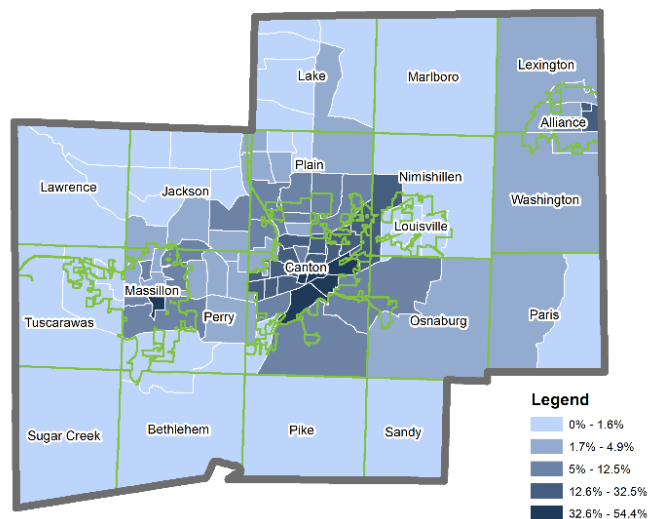 Lake
Marlboro
Lexington
Alliance
Plain
Nimishillen
Lawrence
Jackson
Washington
Louisville
Canton
Massillon
Tuscarawas
Perry
Osnaburg
Paris
Sugar Creek
Bethlehem
Pike
Sandy
Legend
0% - 1.6%
1.7% - 4.9%
5% - 12.5%
12.6% - 32.5%
32.6% - 54.4%